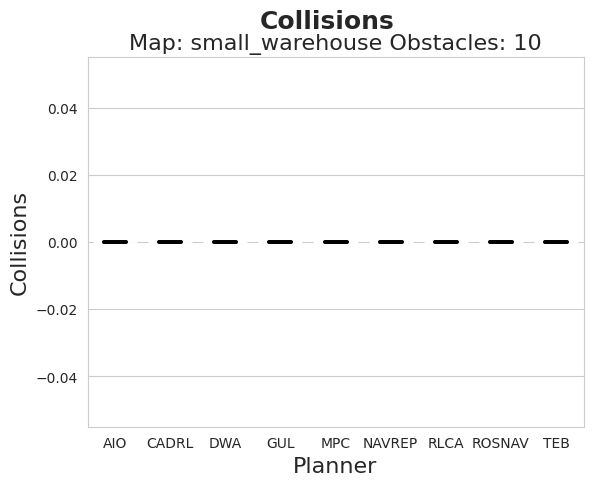 Collisions
Map: small_warehouse Obstacles: 10
0.04
0.02
0.00
−0.02
−0.04
Collisions
AIO CADRL DWA GUL MPC NAVREP RLCA ROSNAV TEB
Planner